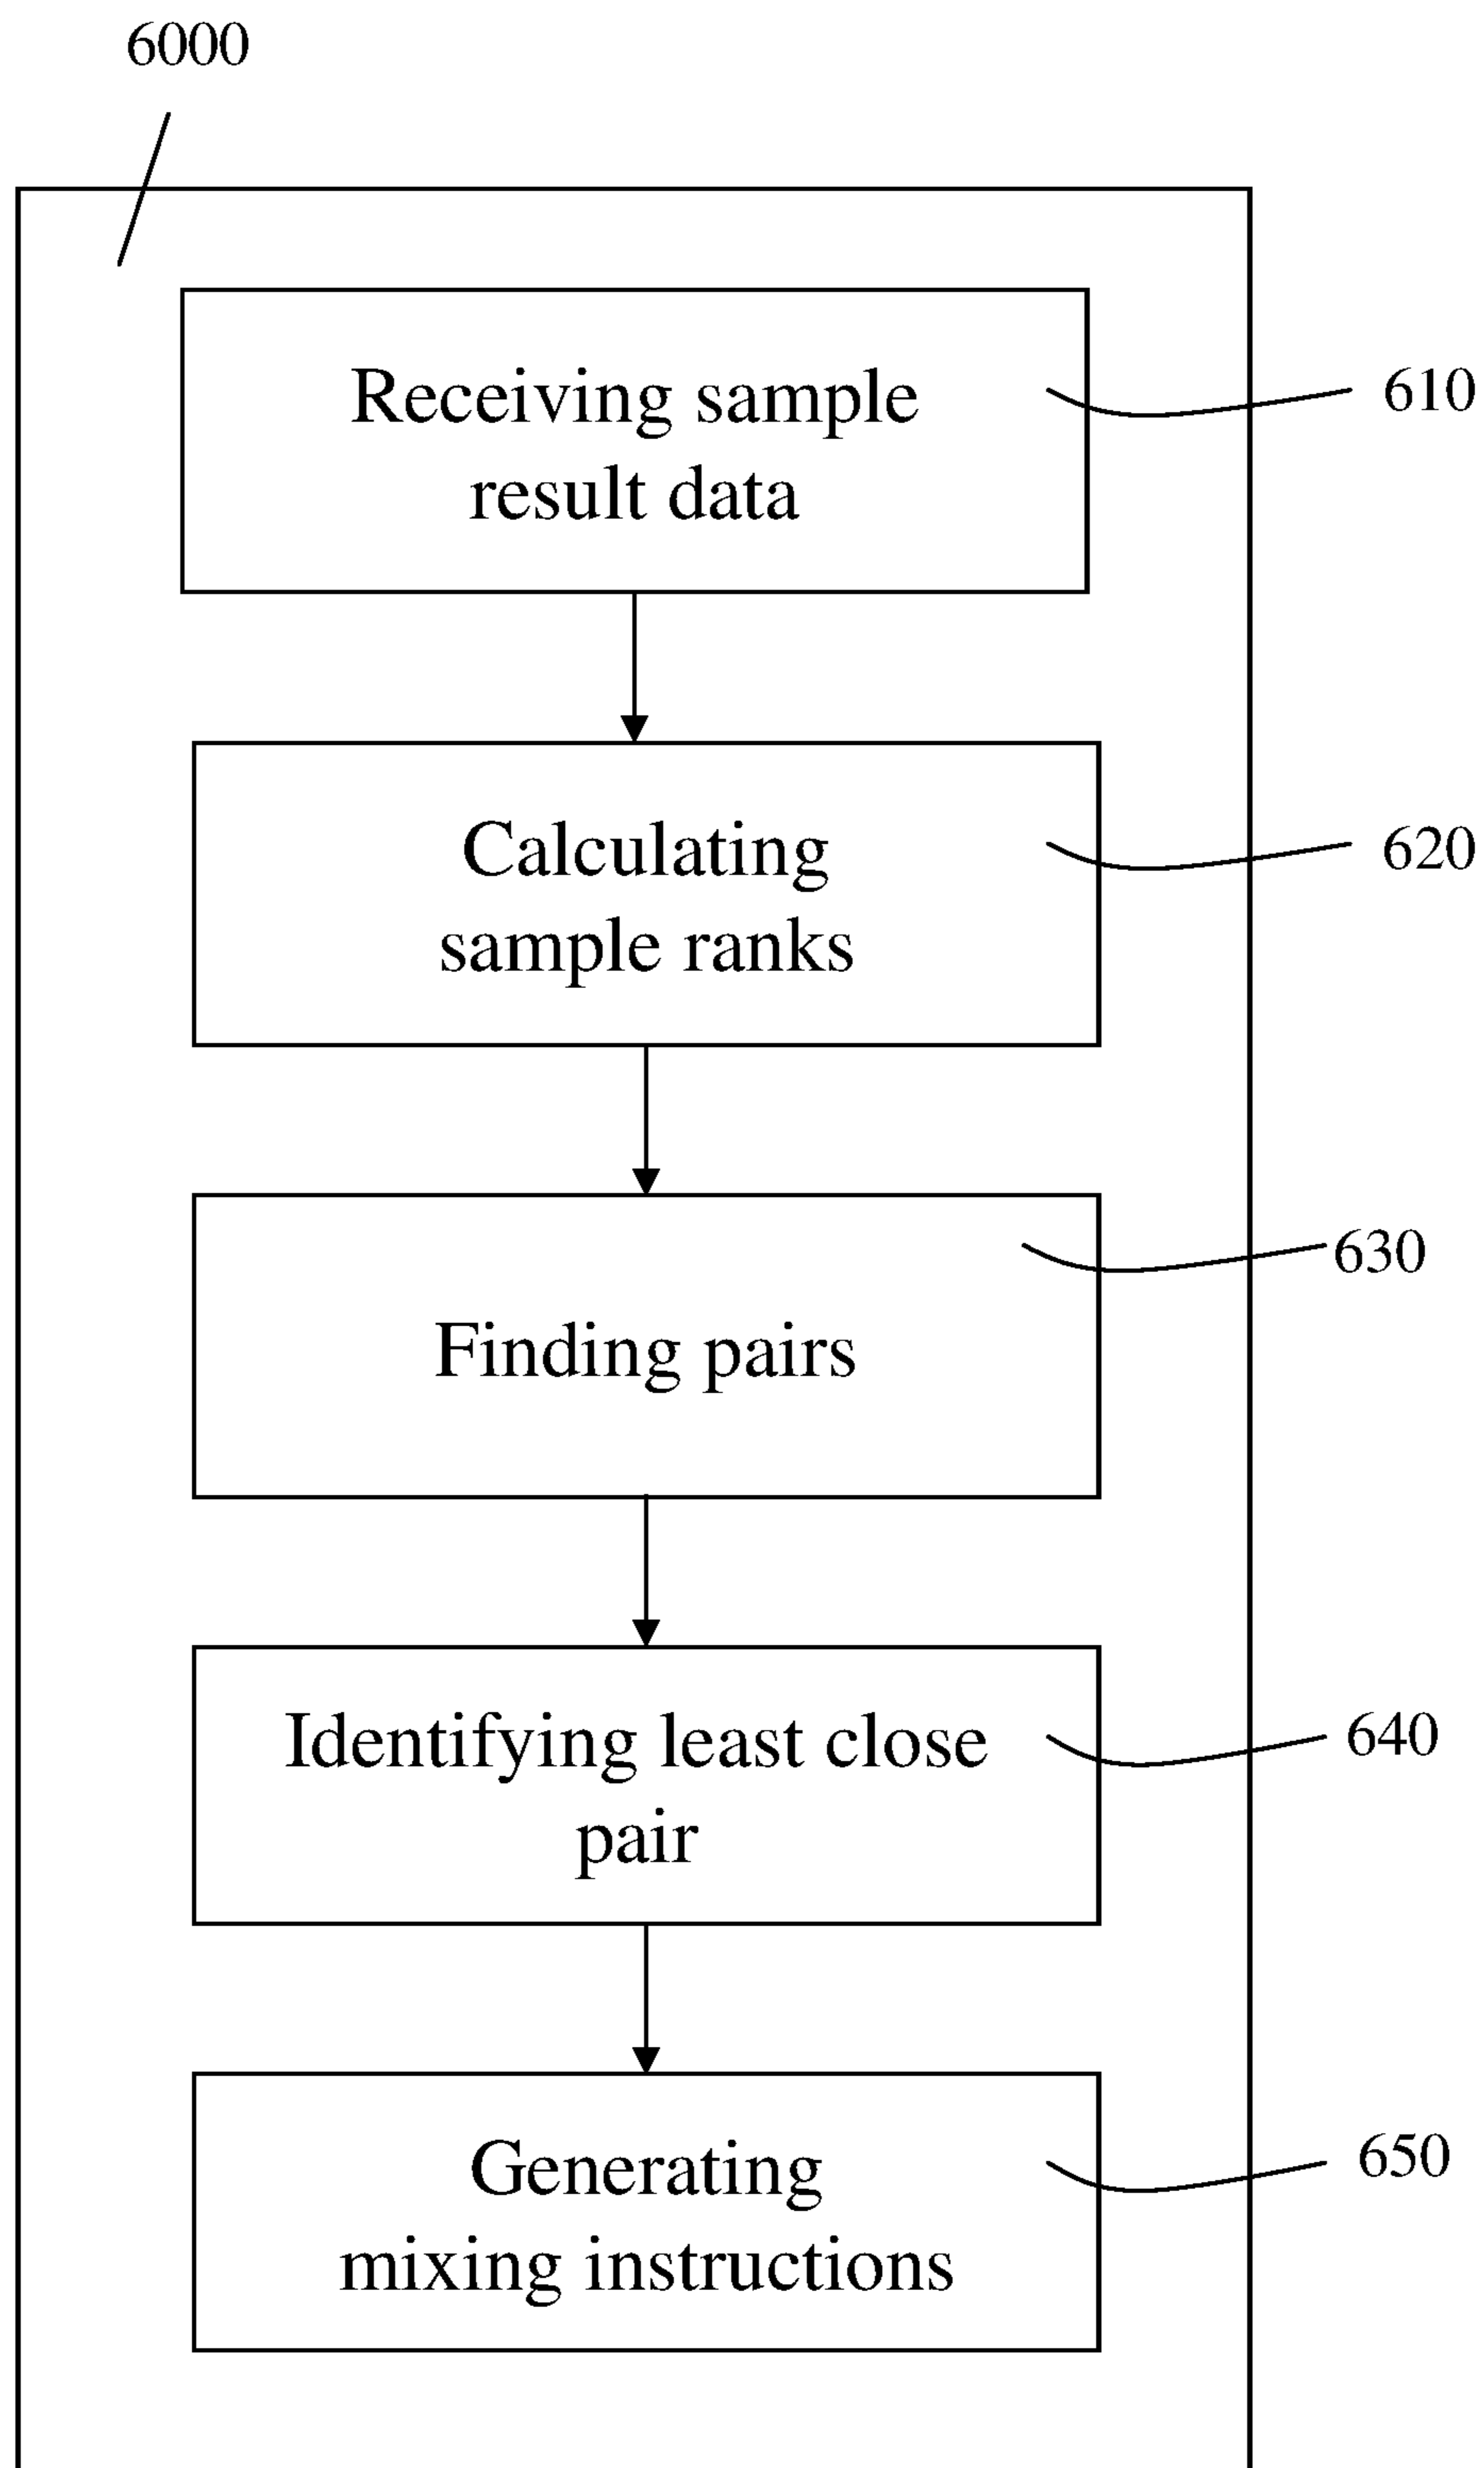 6000
Receiving sample
result data
610
Calculating
sample ranks
620
630
Finding pairs
Identifying least close
pair
640
Generating
mixing instructions
650